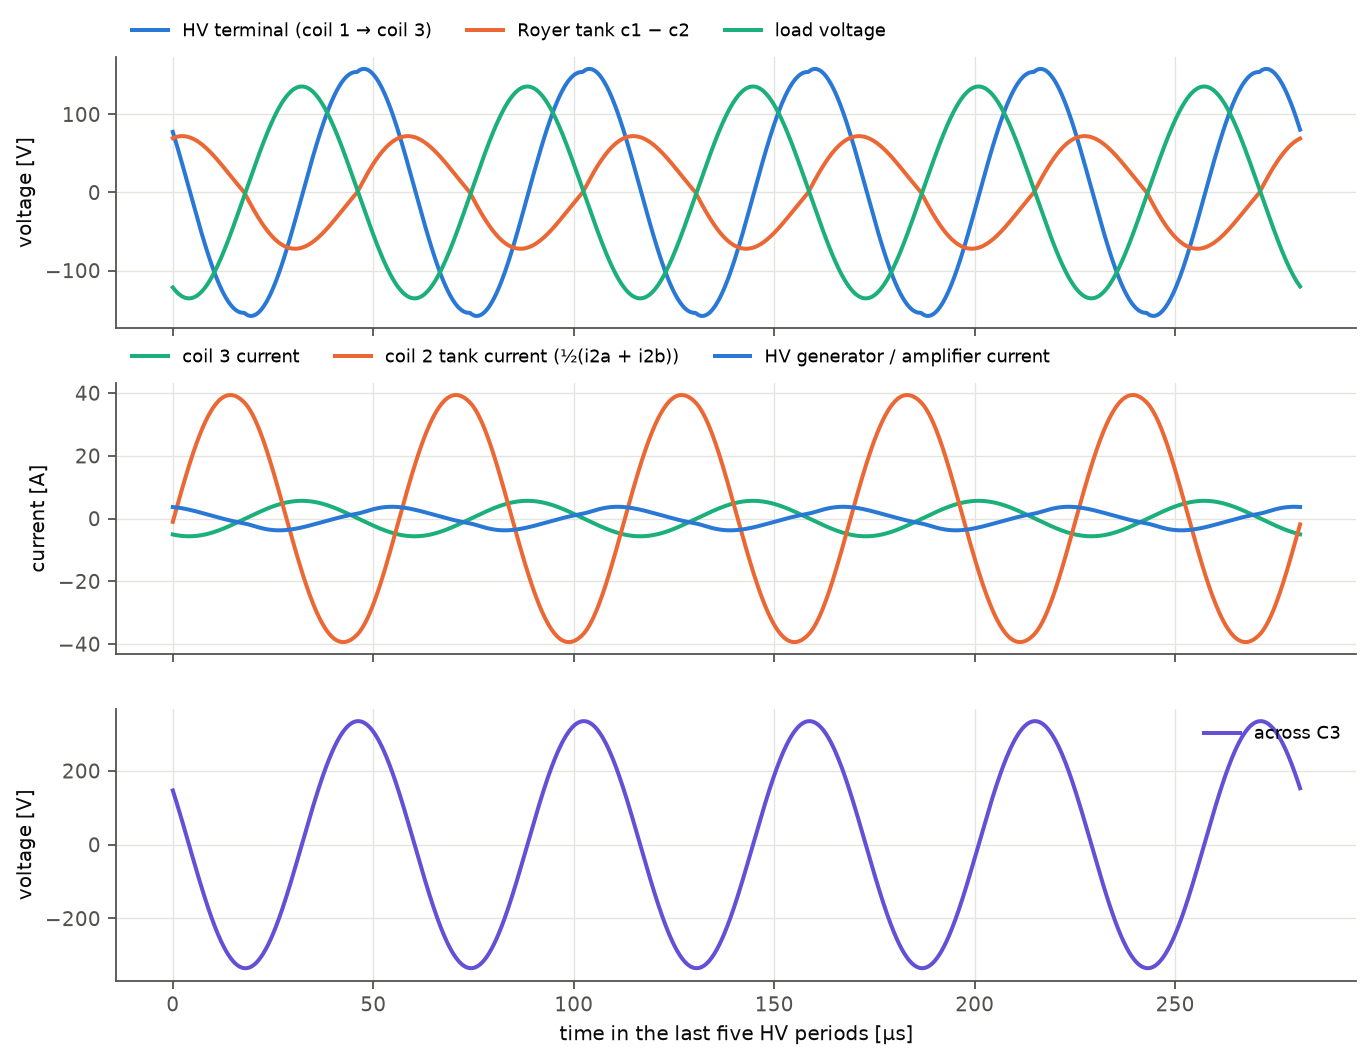 HV terminal (coil 1 → coil 3) Royer tank c1 − c2 load voltage
100
0
−100
voltage [V]
coil 3 current coil 2 tank current (½(i2a + i2b)) HV generator / amplifier current
40
20
0
−20
−40
current [A]
across C3
200
0
−200
voltage [V]
0 50 100 150 200 250
time in the last five HV periods [µs]